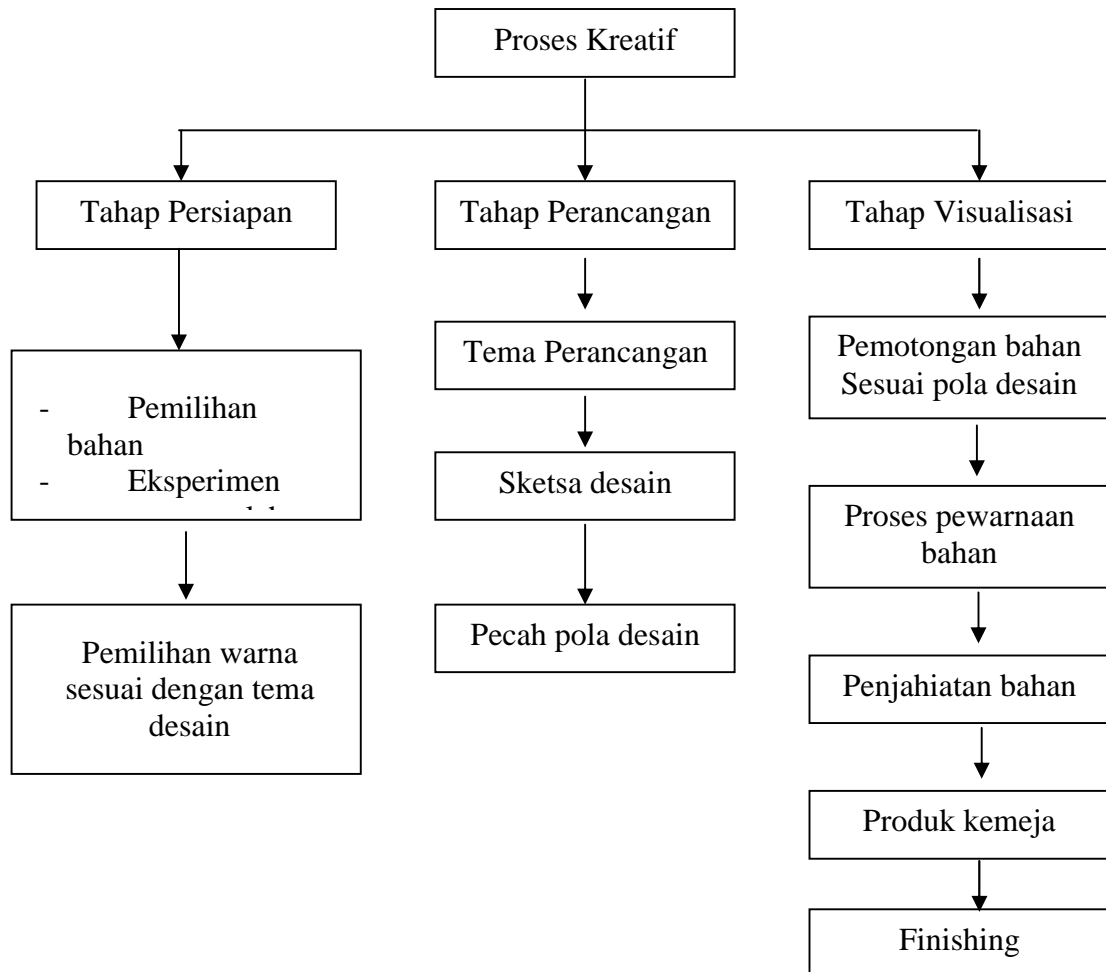 Proses Kreatif
Tahap Persiapan
- Pemilihan
bahan
- Eksperimen
Pemilihan warna
sesuai dengan tema
desain
Tahap Perancangan
Tema Perancangan
Sketsa desain
Pecah pola desain
Tahap Visualisasi
Pemotongan bahan
Sesuai pola desain
Proses pewarnaan
bahan
Penjahiatan bahan
Produk kemeja
Finishing